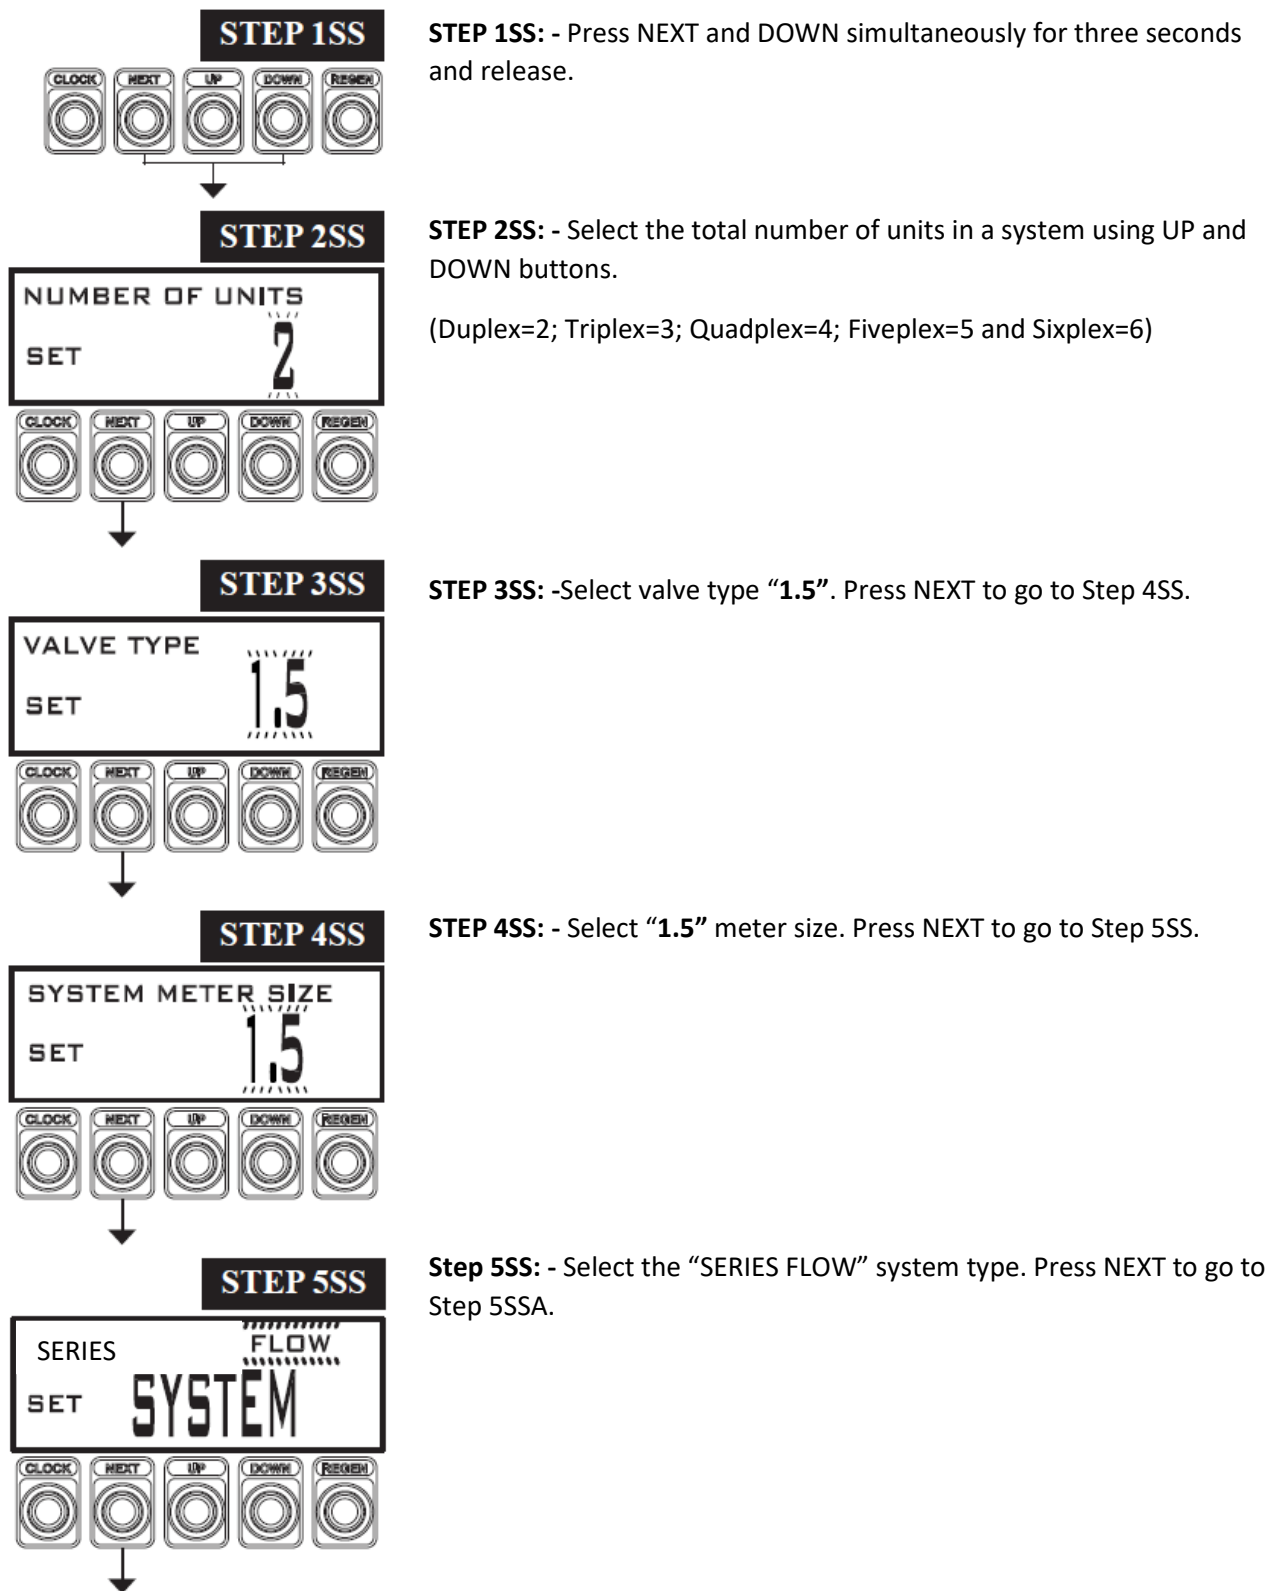 STEP 1SS
STEP 1SS: - Press NEXT and DOWN simultaneously for three seconds
and release.
CLOCK NEXT UP DOWN REGEN
STEP 2SS
STEP 2SS: - Select the total number of units in a system using UP and
DOWN buttons.
(Duplex=2; Triplex=3; Quadplex=4; Fiveplex=5 and Sixplex=6)
NUMBER OF UNITS
SET 2
CLOCK NEXT UP DOWN REGEN
STEP 3SS
STEP 3SS: -Select valve type “1.5”. Press NEXT to go to Step 4SS.
VALVE TYPE
SET 1.5
CLOCK NEXT UP DOWN REGEN
STEP 4SS
STEP 4SS: - Select “1.5” meter size. Press NEXT to go to Step 5SS.
SYSTEM METER SIZE
SET 1.5
CLOCK NEXT UP DOWN REGEN
STEP 5SS
Step 5SS: - Select the “SERIES FLOW” system type. Press NEXT to go to
Step 5SSA.
SERIES FLOW
SET SYSTEM
CLOCK NEXT UP DOWN REGEN